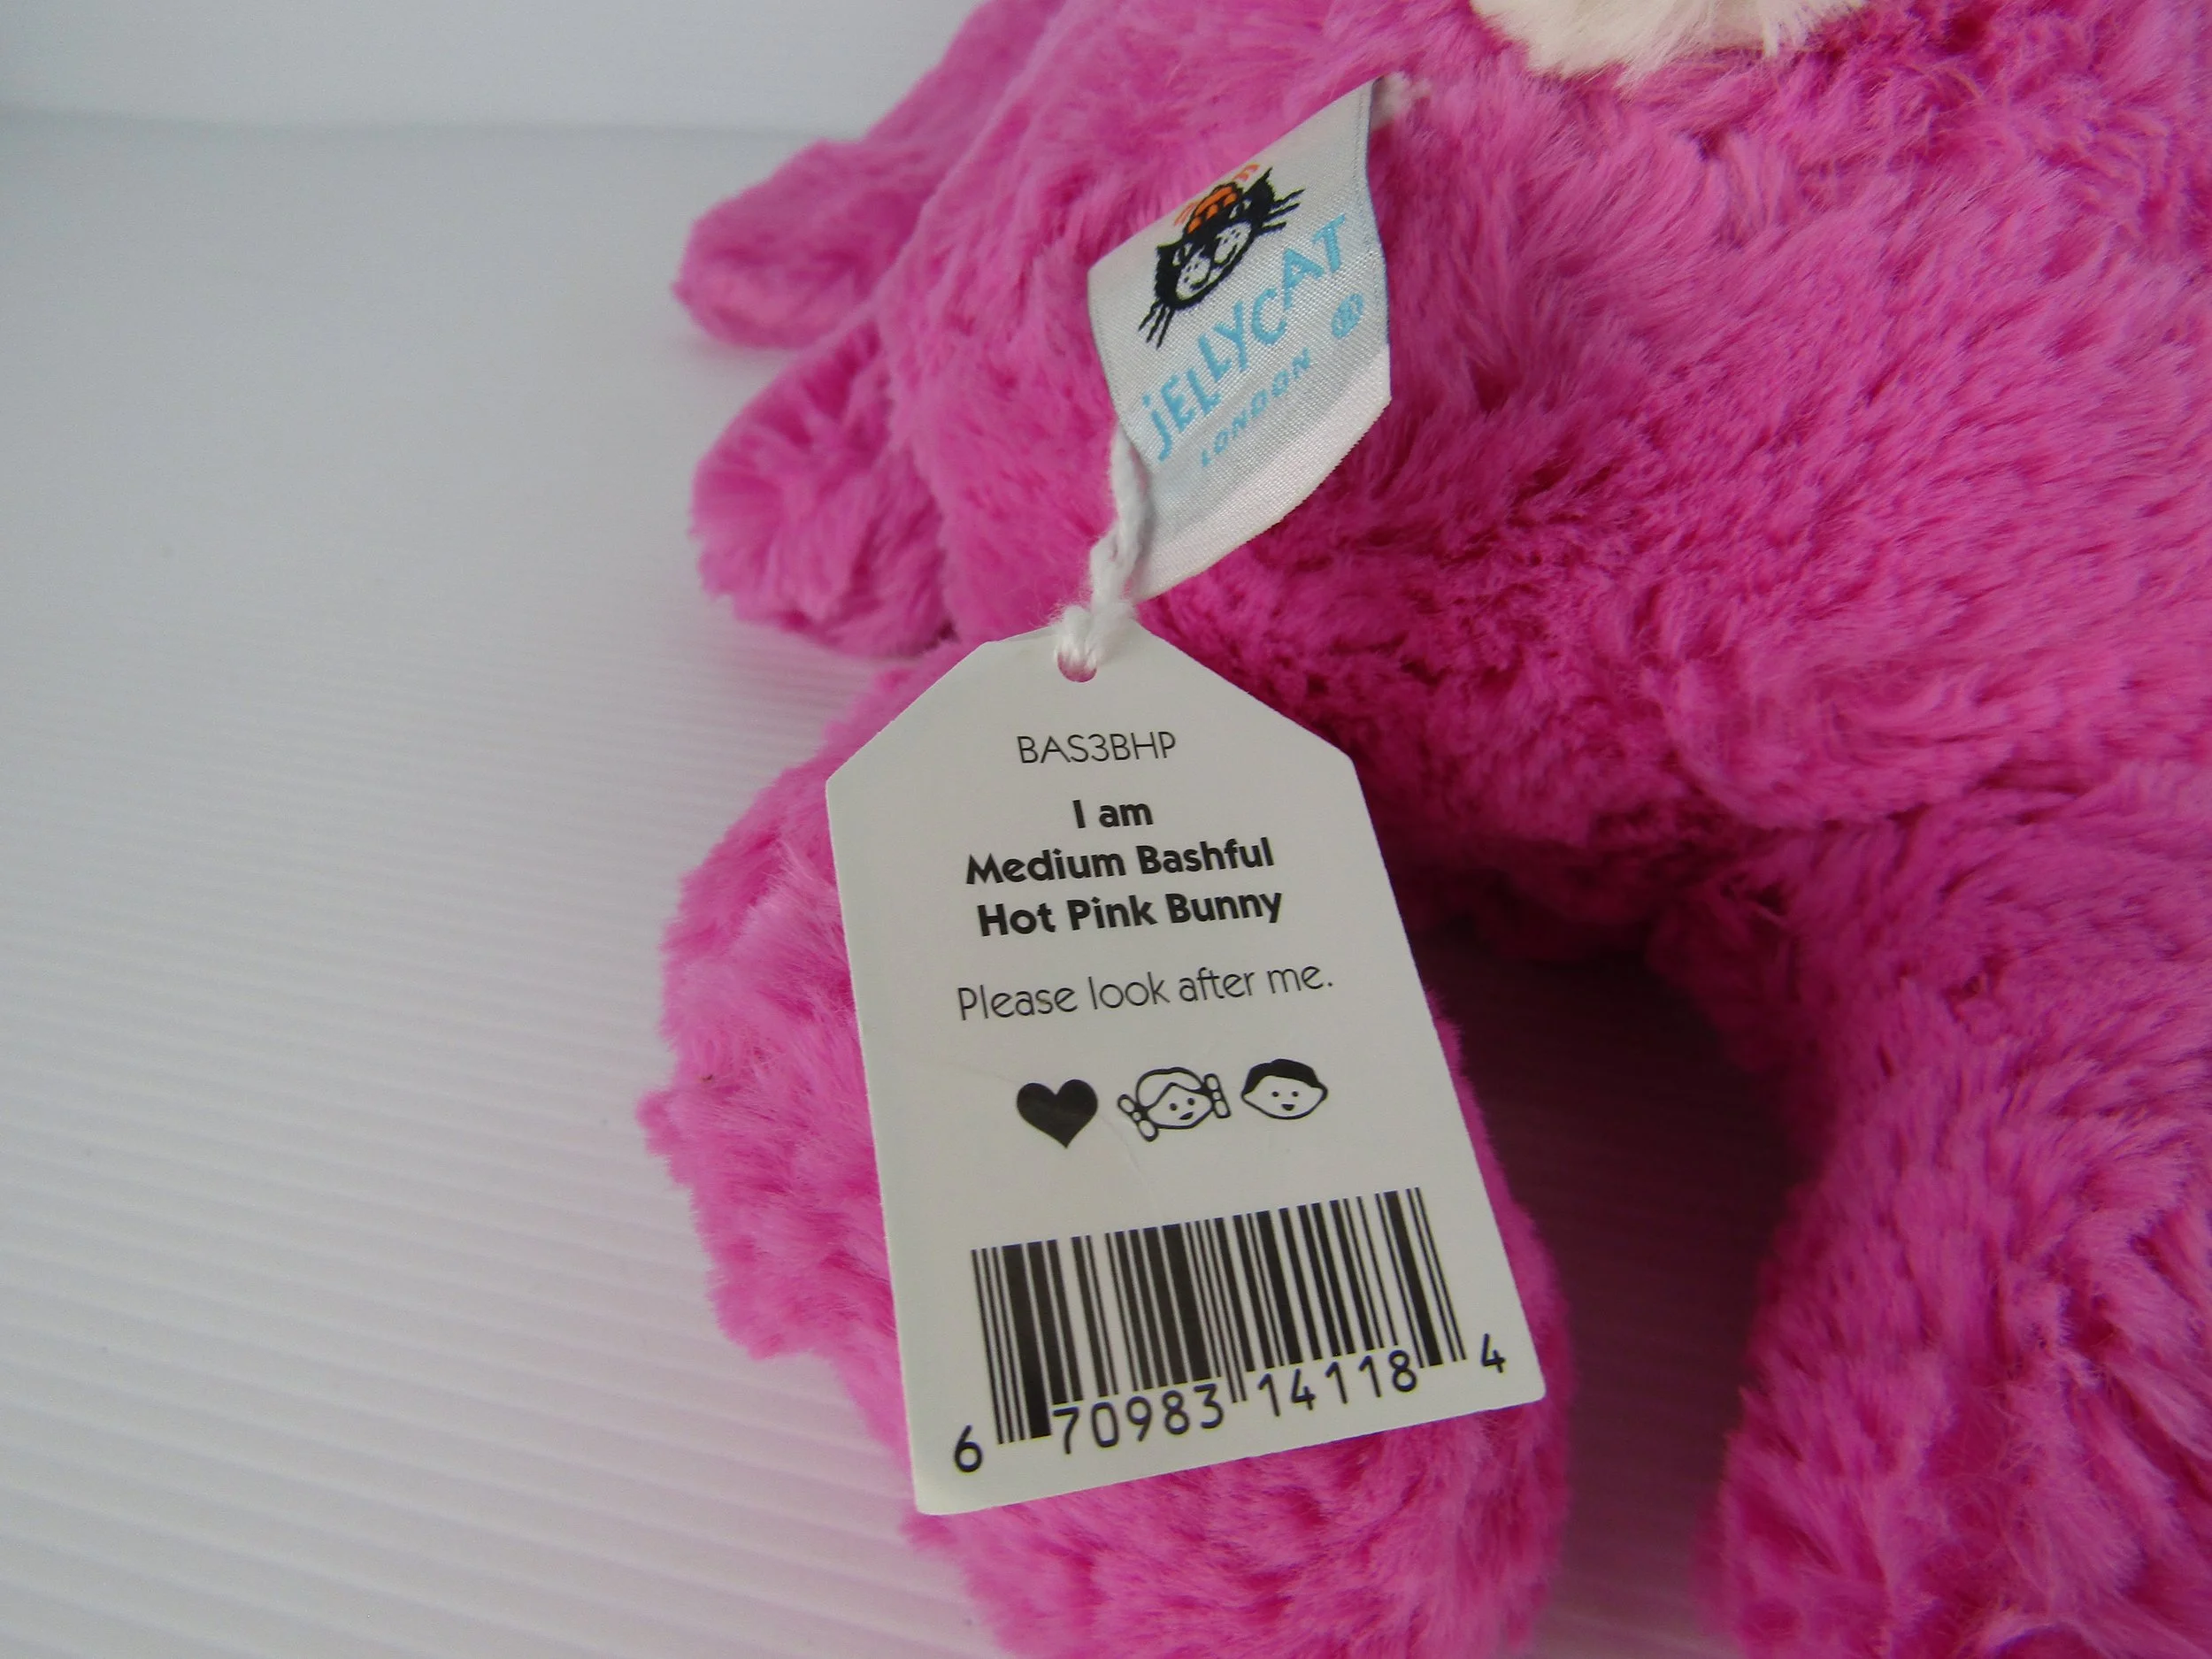 JELLYCAT
LONDON
BAS3BHP
I am
Medium Bashful
Hot Pink Bunny
Please look after me.
6 70983 14118 4